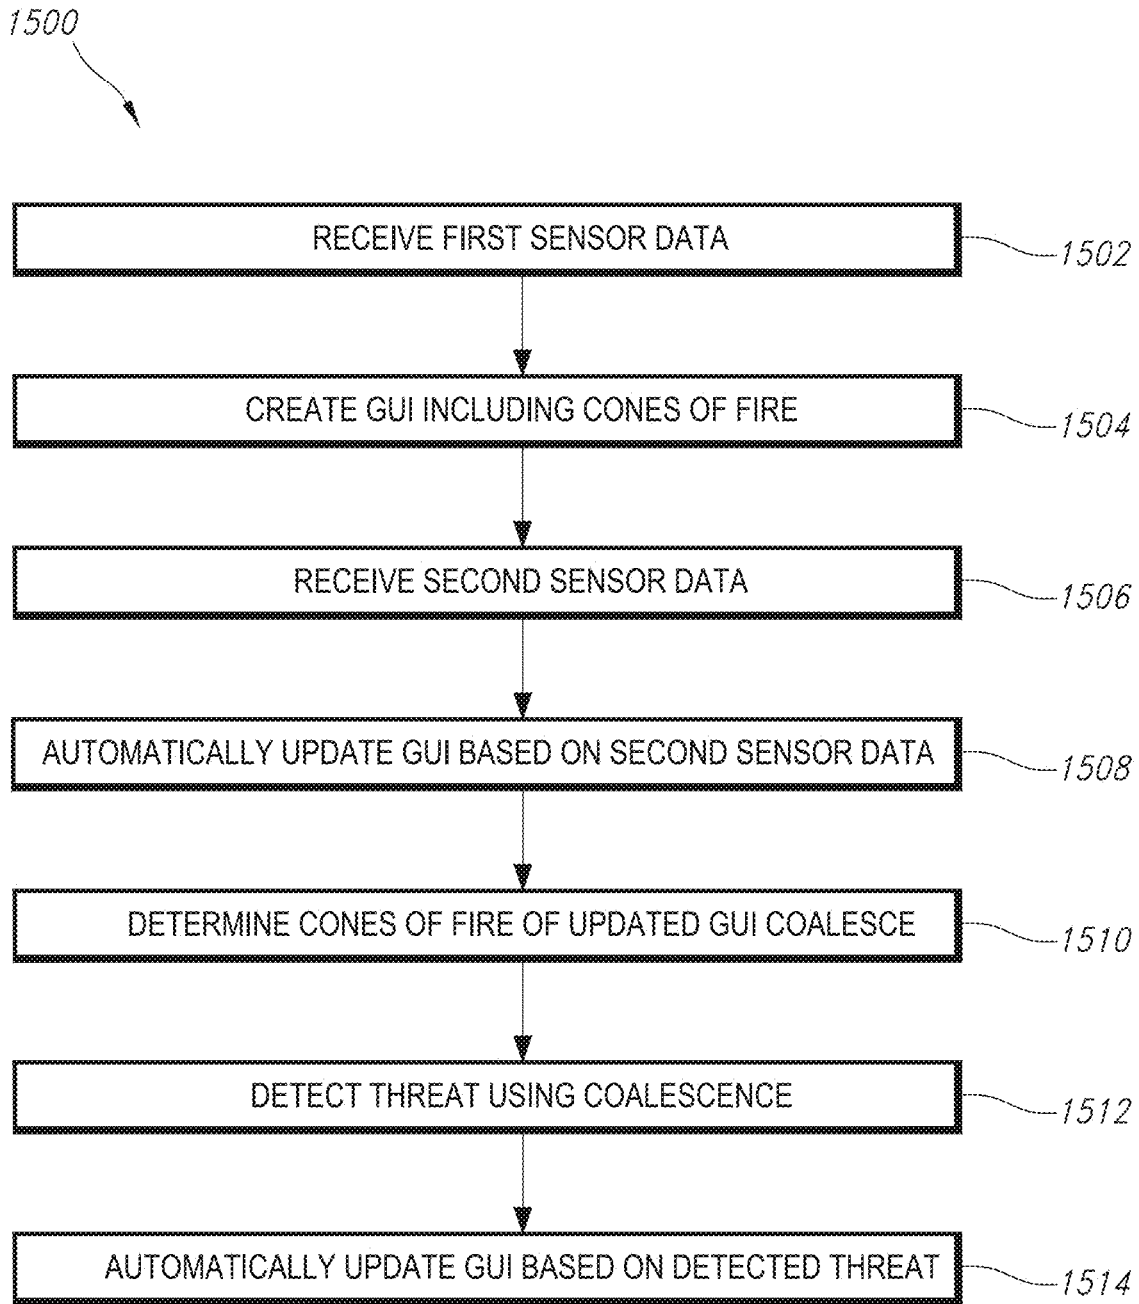 1500
RECEIVE FIRST SENSOR DATA
1502
CREATE GUI INCLUDING CONES OF FIRE
1504
RECEIVE SECOND SENSOR DATA
1506
AUTOMATICALLY UPDATE GUI BASED ON SECOND SENSOR DATA
1508
DETERMINE CONES OF FIRE OF UPDATED GUI COALESCE
1510
DETECT THREAT USING COALESCENCE
1512
AUTOMATICALLY UPDATE GUI BASED ON DETECTED THREAT
1514